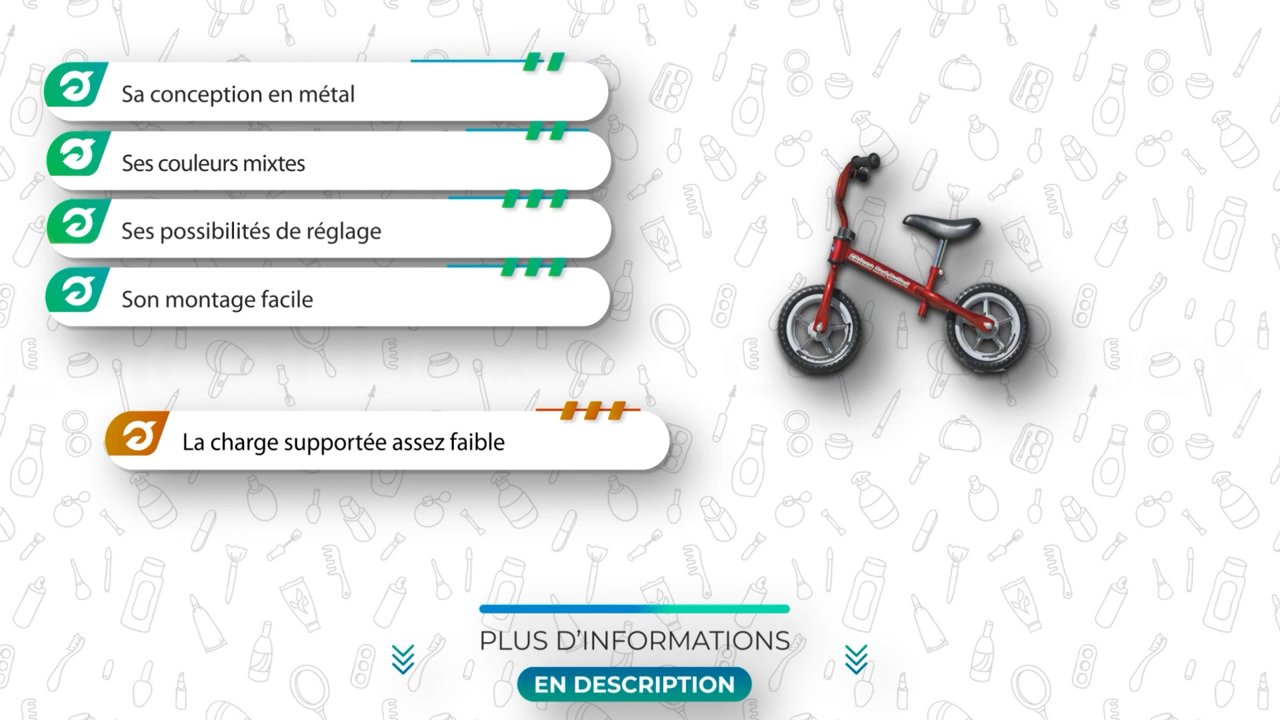 Sa conception en métal
Ses couleurs mixtes
Ses possibilités de réglage
Son montage facile
La charge supportée assez faible
PLUS D’INFORMATIONS
EN DESCRIPTION